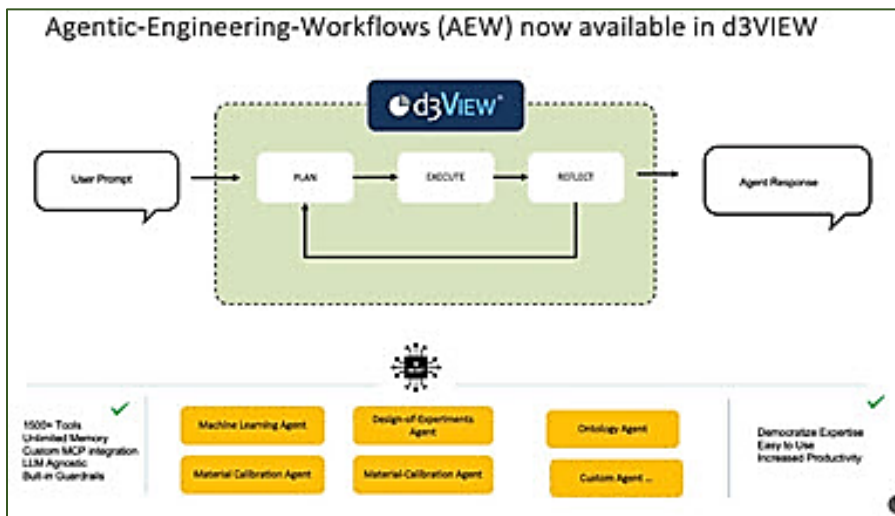 Agentic-Engineering-Workflows (AEW) now available in d3VIEW
d3VIEW
User Prompt
PLAN
EXECUTE
REFLECT
Agent Response
1500+ Tools
Unlimited Memory
Custom MCP integration
LLM Agnostic
Built-in Guardrails
Machine Learning Agent
Design-of-Experiments
Agent
Ontology Agent
Material Calibration Agent
Material-Calibration Agent
Custom Agent ...
Democratize Expertise
Easy to Use
Increased Productivity